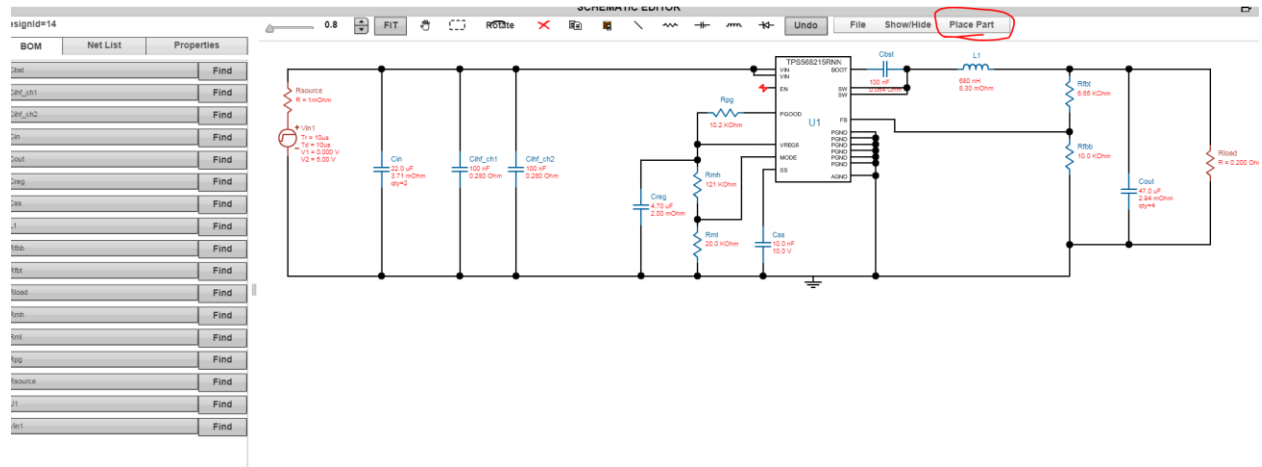 SCHEMATIC EDITOR
esignId=14
0.8
FIT
Rotate
Undo
File
Show/Hide
Place Part
BOM
Net List
Properties
Cbst
Find
Cihf_ch1
Find
Cihf_ch2
Find
Cin
Find
Cout
Find
Creg
Find
Css
Find
L1
Find
Rfbb
Find
Rfbt
Find
Rload
Find
Rmh
Find
Rml
Find
Rpg
Find
Rsource
Find
U1
Find
Vin1
Find
Rsource
R = 1mOhm
Vin1
Tr = 10us
Td = 10us
V1 = 0.000 V
V2 = 5.00 V
Cin
22.0 uF
3.71 mOhm
qty=2
Cihf_ch1
100 nF
0.280 Ohm
Cihf_ch2
100 nF
0.280 Ohm
Creg
4.70 uF
2.00 mOhm
Rpg
10.2 KOhm
Rmh
121 KOhm
Rml
20.0 KOhm
Css
10.0 nF
10.0 V
TPS568215RNN
VIN
VIN
EN
PGOOD
VREG5
MODE
SS
U1
BOOT
SW
SW
FB
PGND
PGND
PGND
PGND
PGND
PGND
AGND
Cbst
100 nF
L1
680 nH
8.30 mOhm
Rfbt
6.65 KOhm
Rfbb
10.0 KOhm
Cout
47.0 uF
2.94 mOhm
qty=4
Rload
R = 0.200 Oh